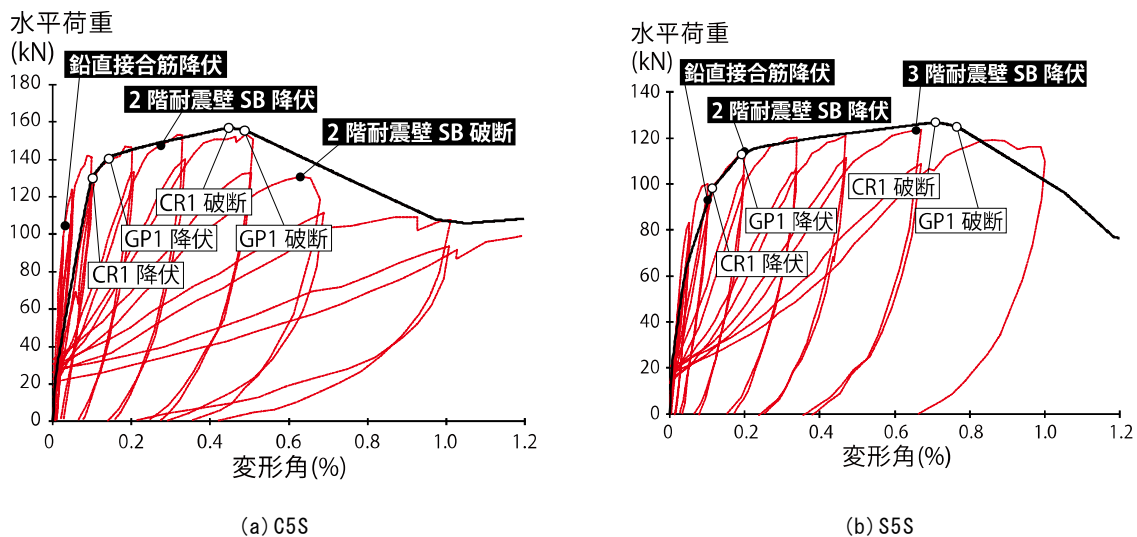 水平荷重
(kN)
180
160
140
120
100
80
60
40
20
0
鉛直接合筋降伏
2 階耐震壁 SB 降伏
2 階耐震壁 SB 破断
CR1 破断
GP1 降伏
GP1 破断
CR1 降伏
0 0.2 0.4 0.6 0.8 1.0 1.2
変形角(%)
(a) C5S
水平荷重
(kN)
140
120
100
80
60
40
20
0
鉛直接合筋降伏
3 階耐震壁 SB 降伏
2 階耐震壁 SB 降伏
CR1 破断
GP1 降伏
GP1 破断
CR1 降伏
0 0.2 0.4 0.6 0.8 1.0 1.2
変形角(%)
(b) S5S